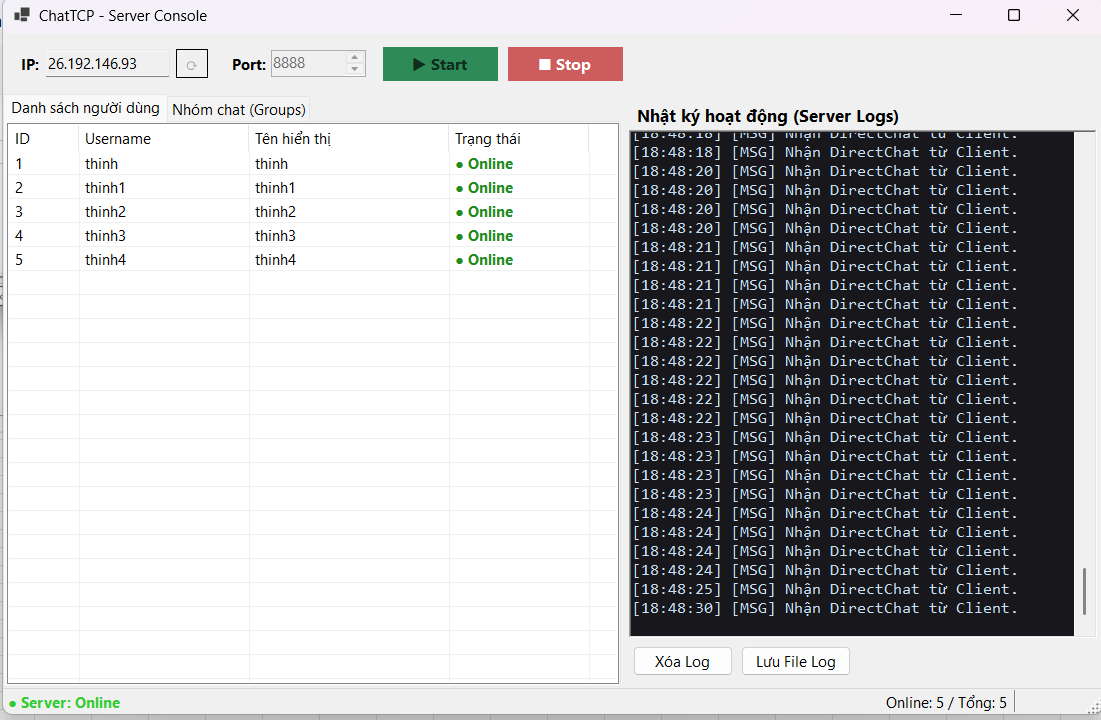 ChatTCP - Server Console
IP: 26.192.146.93 Port: 8888 Start Stop
Danh sách người dùng Nhóm chat (Groups)
ID Username Tên hiển thị Trạng thái
1 thinh thinh ● Online
2 thinh1 thinh1 ● Online
3 thinh2 thinh2 ● Online
4 thinh3 thinh3 ● Online
5 thinh4 thinh4 ● Online
Nhật ký hoạt động (Server Logs)
[18:48:18] [MSG] Nhận DirectChat từ Client.
[18:48:18] [MSG] Nhận DirectChat từ Client.
[18:48:20] [MSG] Nhận DirectChat từ Client.
[18:48:20] [MSG] Nhận DirectChat từ Client.
[18:48:20] [MSG] Nhận DirectChat từ Client.
[18:48:20] [MSG] Nhận DirectChat từ Client.
[18:48:21] [MSG] Nhận DirectChat từ Client.
[18:48:21] [MSG] Nhận DirectChat từ Client.
[18:48:21] [MSG] Nhận DirectChat từ Client.
[18:48:21] [MSG] Nhận DirectChat từ Client.
[18:48:22] [MSG] Nhận DirectChat từ Client.
[18:48:22] [MSG] Nhận DirectChat từ Client.
[18:48:22] [MSG] Nhận DirectChat từ Client.
[18:48:22] [MSG] Nhận DirectChat từ Client.
[18:48:22] [MSG] Nhận DirectChat từ Client.
[18:48:22] [MSG] Nhận DirectChat từ Client.
[18:48:23] [MSG] Nhận DirectChat từ Client.
[18:48:23] [MSG] Nhận DirectChat từ Client.
[18:48:23] [MSG] Nhận DirectChat từ Client.
[18:48:23] [MSG] Nhận DirectChat từ Client.
[18:48:24] [MSG] Nhận DirectChat từ Client.
[18:48:24] [MSG] Nhận DirectChat từ Client.
[18:48:24] [MSG] Nhận DirectChat từ Client.
[18:48:24] [MSG] Nhận DirectChat từ Client.
[18:48:25] [MSG] Nhận DirectChat từ Client.
[18:48:30] [MSG] Nhận DirectChat từ Client.
Xóa Log Lưu File Log
● Server: Online Online: 5 / Tổng: 5